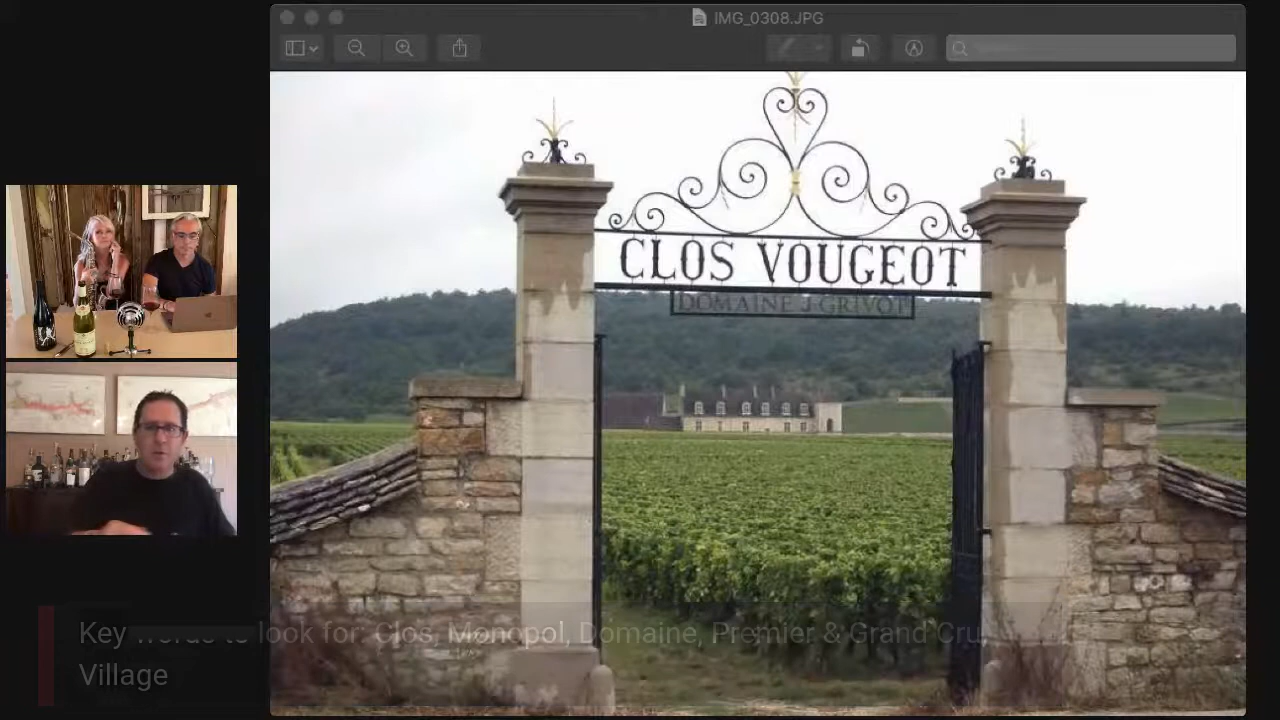 IMG_0308.JPG
CLOS VOUGEOT
DOMAINE J.GRIVOT
Key words to look for: Clos, Monopol, Domaine, Premier & Grand Cru,
Village